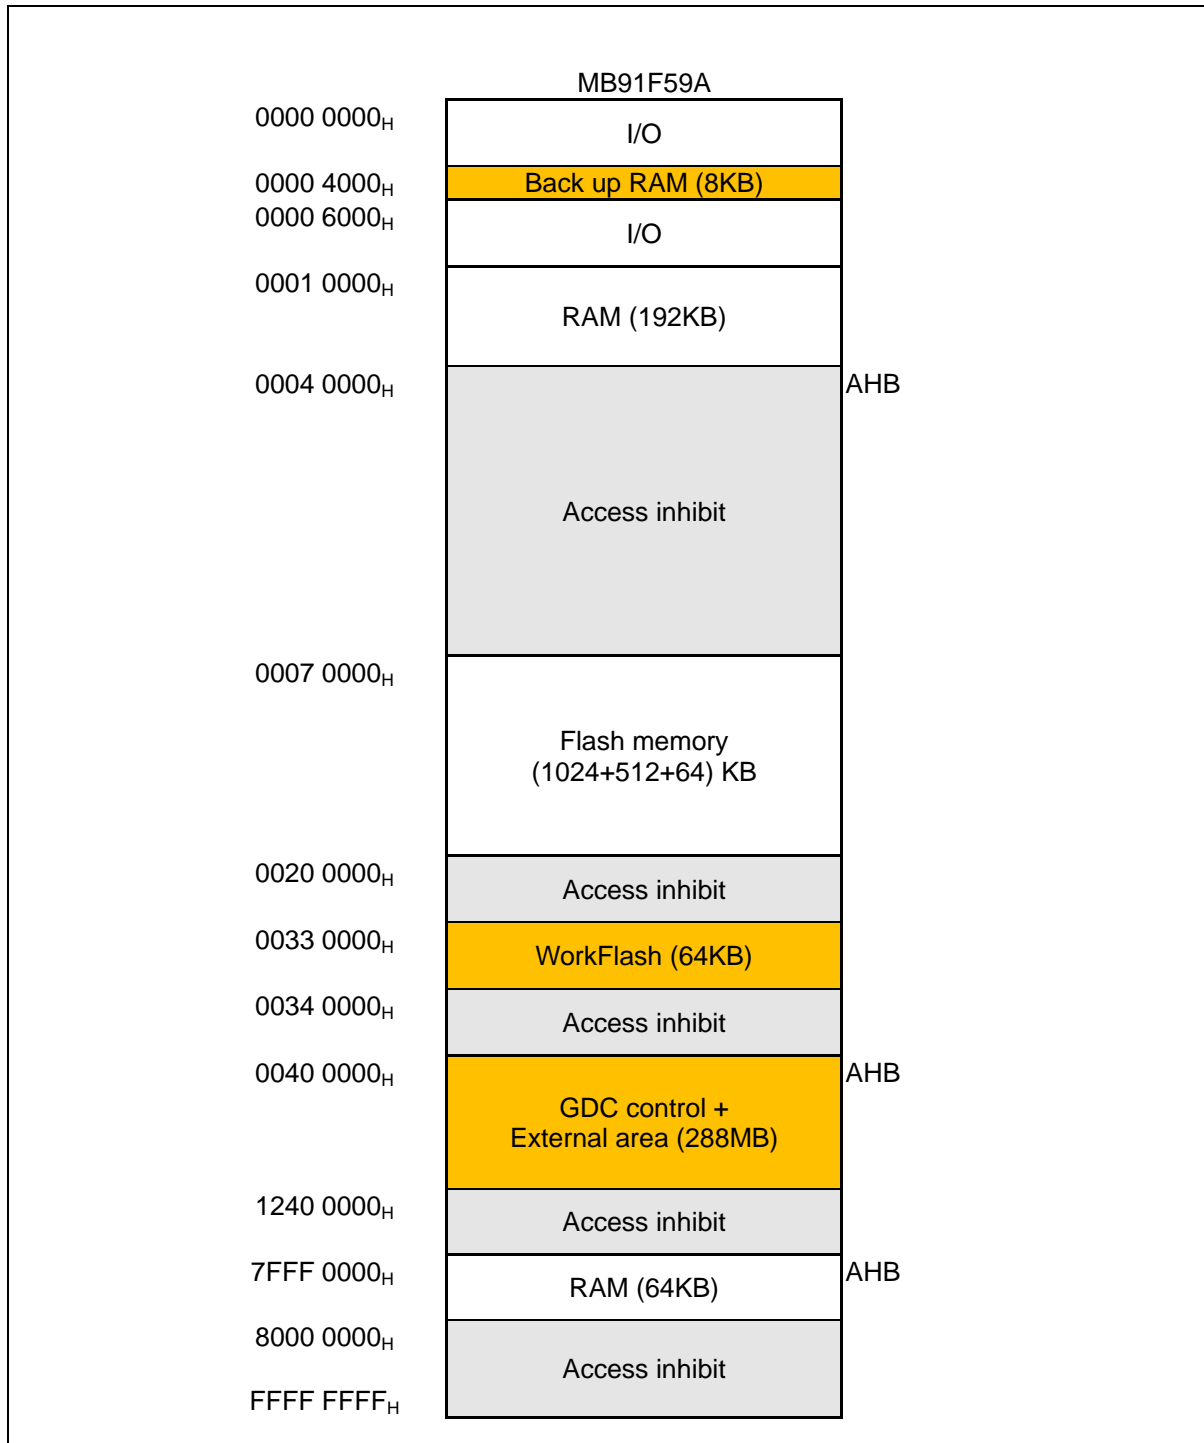 MB91F59A
0000 0000H
I/O
0000 4000H
Back up RAM (8KB)
0000 6000H
I/O
0001 0000H
RAM (192KB)
0004 0000H
AHB
Access inhibit
0007 0000H
Flash memory
(1024+512+64) KB
0020 0000H
Access inhibit
0033 0000H
WorkFlash (64KB)
0034 0000H
Access inhibit
0040 0000H
AHB
GDC control +
External area (288MB)
1240 0000H
Access inhibit
7FFF 0000H
AHB
RAM (64KB)
8000 0000H
Access inhibit
FFFF FFFFH